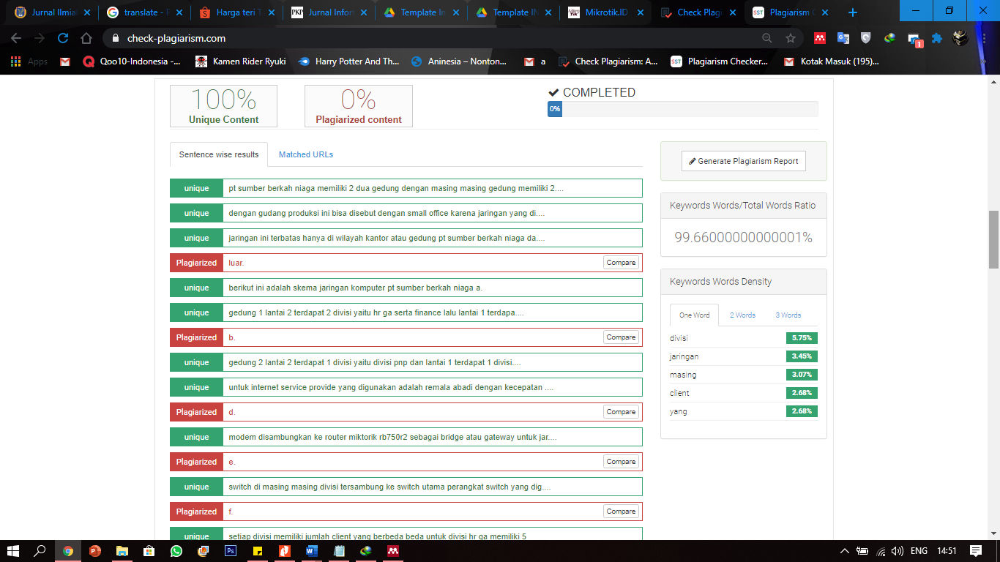 Jurnal Ilmia
translate - P
Harga teri T
Jurnal Inform
Template In
Template IN
Mikrotik.ID
Check Plagi
Plagiarism C
check-plagiarism.com
Apps
Qoo10-Indonesia -...
Kamen Rider Ryuki
Harry Potter And Th...
Aninesia – Nonton...
a
Check Plagiarism: A...
Plagiarism Checker...
Kotak Masuk (195)...
100%
Unique Content
0%
Plagiarized content
COMPLETED
0%
Sentence wise results
Matched URLs
unique pt sumber berkah niaga memiliki 2 dua gedung dengan masing masing gedung memiliki 2....
unique dengan gudang produksi ini bisa disebut dengan small office karena jaringan yang di....
unique jaringan ini terbatas hanya di wilayah kantor atau gedung pt sumber berkah niaga da....
Plagiarized luar. Compare
unique berikut ini adalah skema jaringan komputer pt sumber berkah niaga a.
unique gedung 1 lantai 2 terdapat 2 divisi yaitu hr ga serta finance lalu lantai 1 terdapa....
Plagiarized b. Compare
unique gedung 2 lantai 2 terdapat 1 divisi yaitu divisi pnp dan lantai 1 terdapat 1 divisi....
unique untuk internet service provide yang digunakan adalah remala abadi dengan kecepatan ....
Plagiarized d. Compare
unique modem disambungkan ke router miktorik rb750r2 sebagai bridge atau gateway untuk jar....
Plagiarized e. Compare
unique switch di masing masing divisi tersambung ke switch utama perangkat switch yang dig....
Plagiarized f. Compare
unique setiap divisi memiliki jumlah client yang berbeda beda untuk divisi hr ga memiliki 5
Generate Plagiarism Report
Keywords Words/Total Words Ratio
99.66000000000001%
Keywords Words Density
One Word 2 Words 3 Words
divisi 5.75%
jaringan 3.45%
masing 3.07%
client 2.68%
yang 2.68%
ENG 14:51